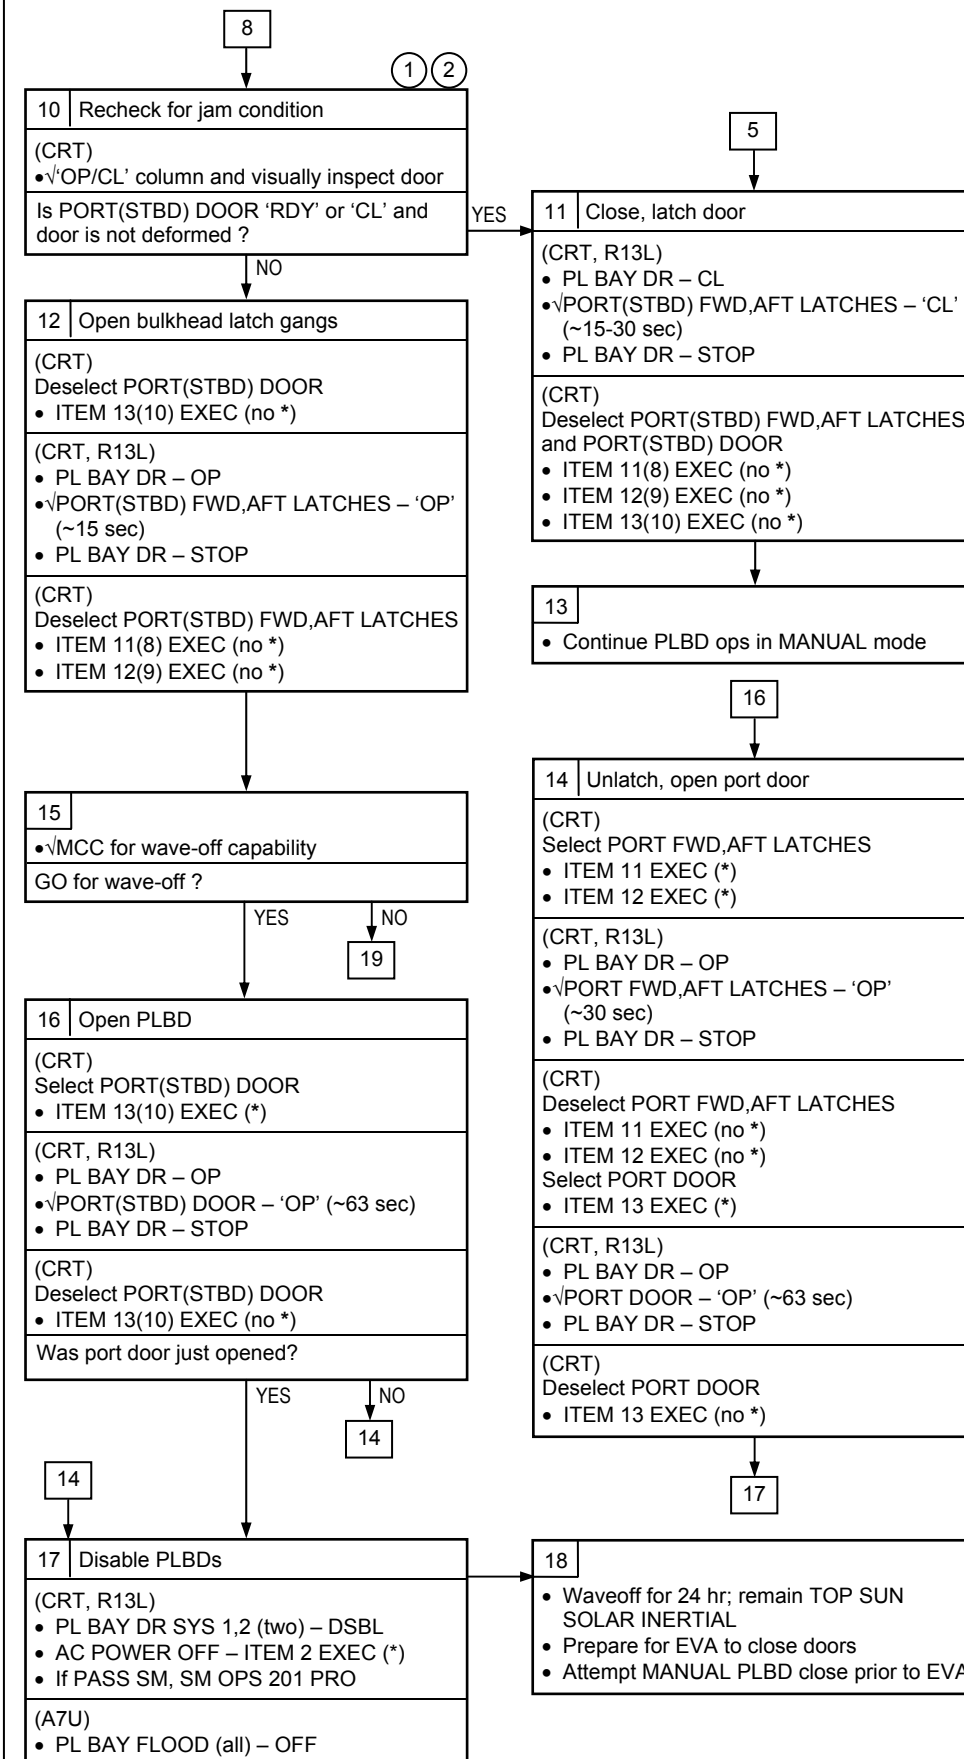 8
1 2
10 Recheck for jam condition
(CRT)
•√'OP/CL' column and visually inspect door
Is PORT(STBD) DOOR 'RDY' or 'CL' and
door is not deformed ?
YES
NO
5
11 Close, latch door
(CRT, R13L)
• PL BAY DR – CL
•√PORT(STBD) FWD,AFT LATCHES – 'CL'
(~15-30 sec)
• PL BAY DR – STOP
(CRT)
Deselect PORT(STBD) FWD,AFT LATCHES
and PORT(STBD) DOOR
• ITEM 11(8) EXEC (no *)
• ITEM 12(9) EXEC (no *)
• ITEM 13(10) EXEC (no *)
13
• Continue PLBD ops in MANUAL mode
12 Open bulkhead latch gangs
(CRT)
Deselect PORT(STBD) DOOR
• ITEM 13(10) EXEC (no *)
(CRT, R13L)
• PL BAY DR – OP
•√PORT(STBD) FWD,AFT LATCHES – 'OP'
(~15 sec)
• PL BAY DR – STOP
(CRT)
Deselect PORT(STBD) FWD,AFT LATCHES
• ITEM 11(8) EXEC (no *)
• ITEM 12(9) EXEC (no *)
15
•√MCC for wave-off capability
GO for wave-off ?
YES
NO
19
16 Open PLBD
(CRT)
Select PORT(STBD) DOOR
• ITEM 13(10) EXEC (*)
(CRT, R13L)
• PL BAY DR – OP
•√PORT(STBD) DOOR – 'OP' (~63 sec)
• PL BAY DR – STOP
(CRT)
Deselect PORT(STBD) DOOR
• ITEM 13(10) EXEC (no *)
Was port door just opened?
YES
NO
14
16
14 Unlatch, open port door
(CRT)
Select PORT FWD,AFT LATCHES
• ITEM 11 EXEC (*)
• ITEM 12 EXEC (*)
(CRT, R13L)
• PL BAY DR – OP
•√PORT FWD,AFT LATCHES – 'OP'
(~30 sec)
• PL BAY DR – STOP
(CRT)
Deselect PORT FWD,AFT LATCHES
• ITEM 11 EXEC (no *)
• ITEM 12 EXEC (no *)
Select PORT DOOR
• ITEM 13 EXEC (*)
(CRT, R13L)
• PL BAY DR – OP
•√PORT DOOR – 'OP' (~63 sec)
• PL BAY DR – STOP
(CRT)
Deselect PORT DOOR
• ITEM 13 EXEC (no *)
17
14
17 Disable PLBDs
(CRT, R13L)
• PL BAY DR SYS 1,2 (two) – DSBL
• AC POWER OFF – ITEM 2 EXEC (*)
• If PASS SM, SM OPS 201 PRO
(A7U)
• PL BAY FLOOD (all) – OFF
18
• Waveoff for 24 hr; remain TOP SUN
SOLAR INERTIAL
• Prepare for EVA to close doors
• Attempt MANUAL PLBD close prior to EVA